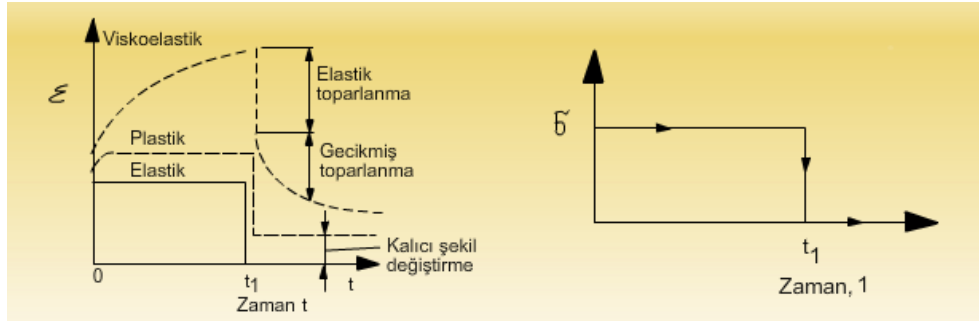 Viskoelastik
ε
Elastik
toparlanma
Plastik
Gecikmiş
toparlanma
Elastik
Kalıcı şekil
değiştirme
0
t1
t
Zaman t
б
t1
Zaman, 1